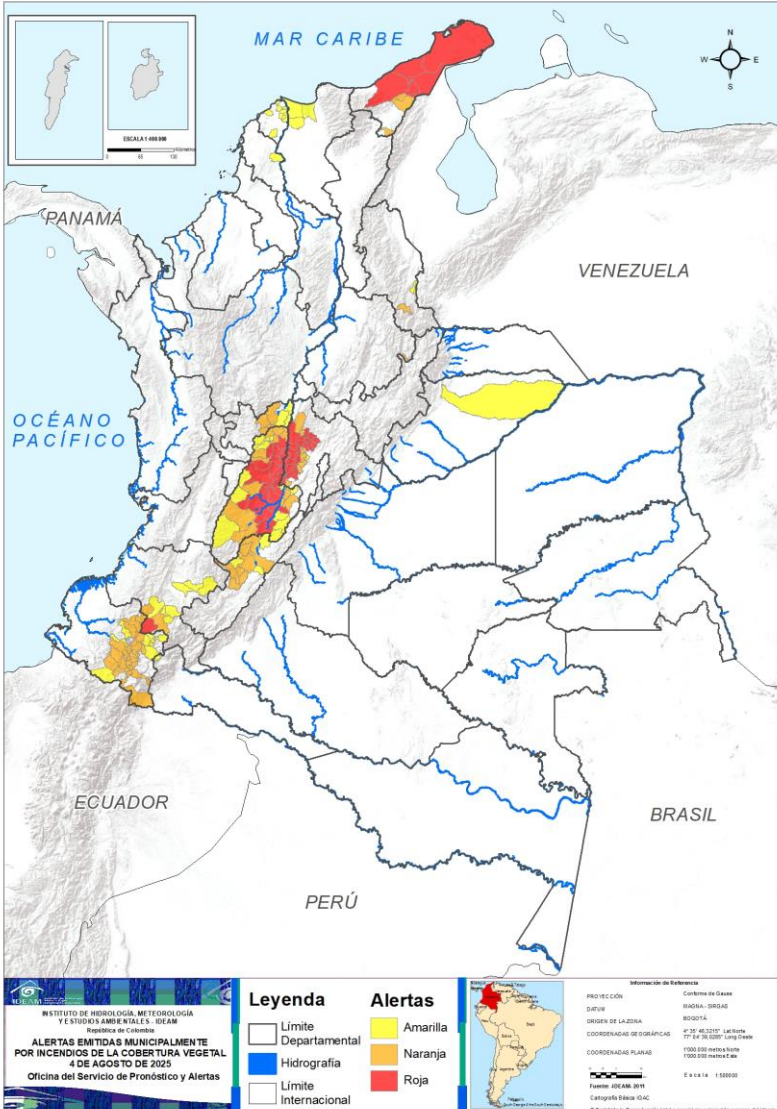 MAR CARIBE
N
W
E
S
ESCALA 1:400.000
PANAMÁ
VENEZUELA
OCÉANO
PACÍFICO
ECUADOR
BRASIL
PERÚ
IDEAM
INSTITUTO DE HIDROLOGÍA, METEOROLOGÍA
Y ESTUDIOS AMBIENTALES - IDEAM
República de Colombia
ALERTAS EMITIDAS MUNICIPALMENTE
POR INCENDIOS DE LA COBERTURA VEGETAL
4 DE AGOSTO DE 2025
Oficina del Servicio de Pronóstico y Alertas
Leyenda
Límite
Departamental
Hidrografía
Límite
Internacional
Alertas
Amarilla
Naranja
Roja
Información de Referencia
PROYECCIÓN
Conforme de Gauss
DATUM
MAGNA - SIRGAS
ORIGEN DE LA ZONA
BOGOTÁ
COORDENADAS GEOGRÁFICAS
COORDENADAS PLANAS
1'000.000 metros Norte
1'000.000 metros Este
Fuente: IDEAM- 2011
Cartografía Básica: IGAC